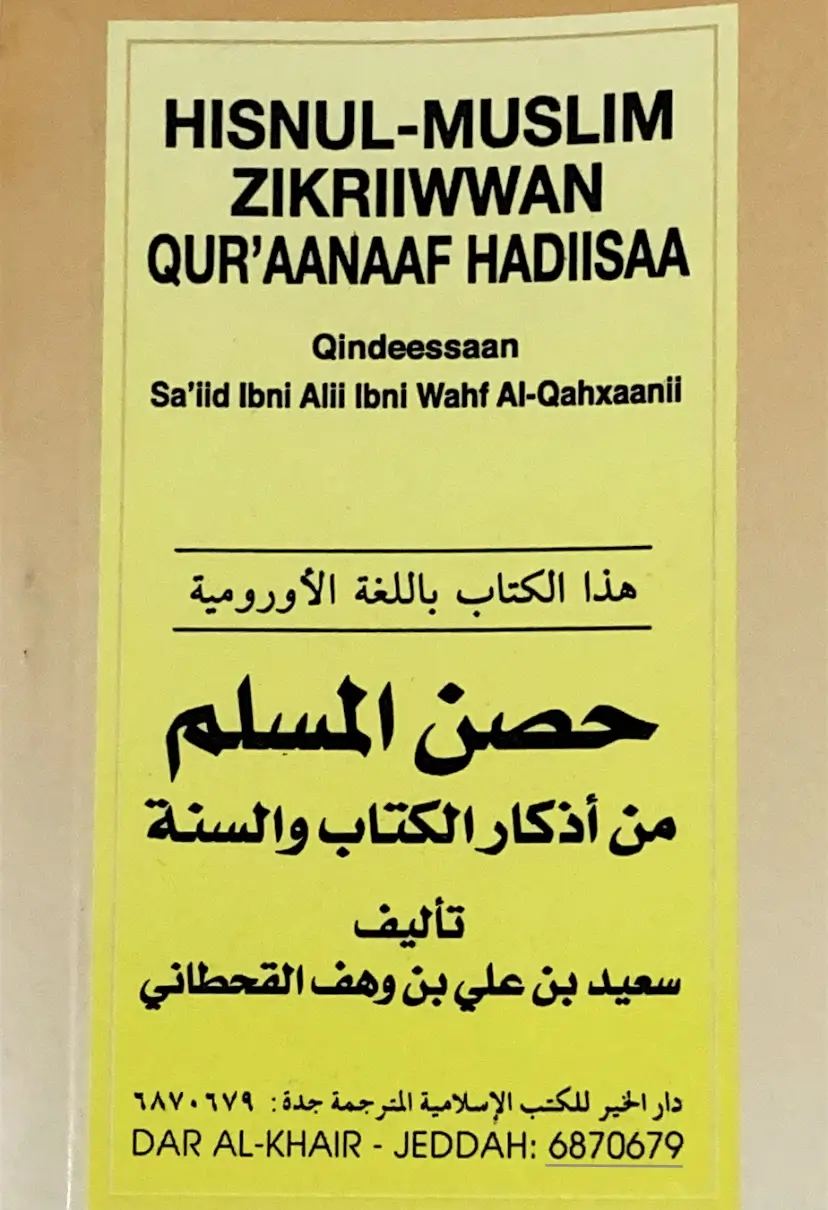 HISNUL-MUSLIM
ZIKRIIWWAN
QUR'AANAAF HADIISAA
Qindeessaan
Sa'iid Ibni Alii Ibni Wahf Al-Qahxaanii
هذا الكتاب باللغة الأورومية
حصن المسلم
من أذكار الكتاب والسنة
تأليف
سعيد بن علي بن وهف القحطاني
دار الخير للكتب الإسلامية المترجمة جدة: ٦٨٧٠٦٧٩
DAR AL-KHAIR - JEDDAH: 6870679